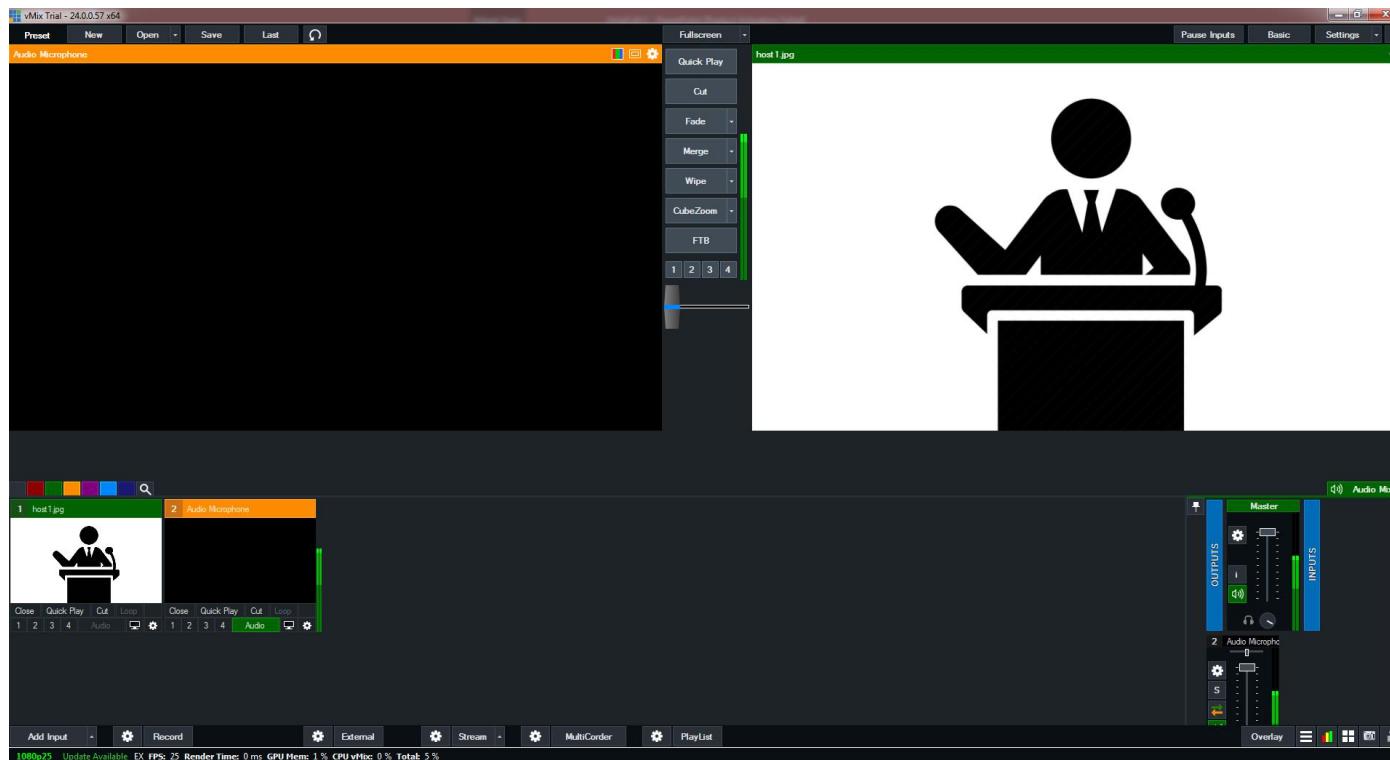 vMix Trial - 24.0.0.57 x64
Preset New Open Save Last Fullscreen Pause Inputs Basic Settings
Audio Microphone
host1.jpg
Quick Play
Cut
Fade
Merge
Wipe
CubeZoom
FTB
1 2 3 4
Audio Mi
1 host1.jpg
2 Audio Microphone
Close Quick Play Cut Loop
1 2 3 4 Audio
Close Quick Play Cut Loop
1 2 3 4 Audio
OUTPUTS
Master
INPUTS
2 Audio Micropho
S
Add Input Record External Stream MultiCorder PlayList Overlay
1080p25 Update Available EX FPS: 25 Render Time: 0 ms GPU Mem: 1 % CPU vMix: 0 % Total: 5 %